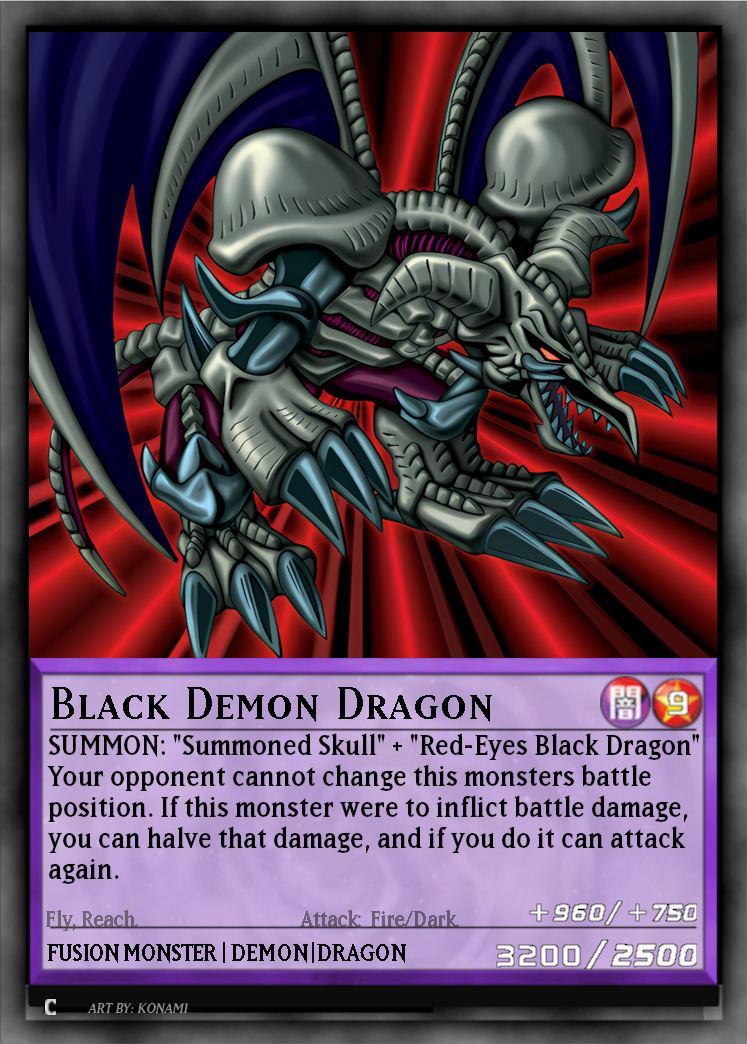 BLACK DEMON DRAGON 闇 9
SUMMON: "Summoned Skull" + "Red-Eyes Black Dragon"
Your opponent cannot change this monsters battle
position. If this monster were to inflict battle damage,
you can halve that damage, and if you do it can attack
again.
Fly, Reach. Attack: Fire/Dark. +960/+750
FUSION MONSTER | DEMON|DRAGON 3200/2500
C ART BY: KONAMI